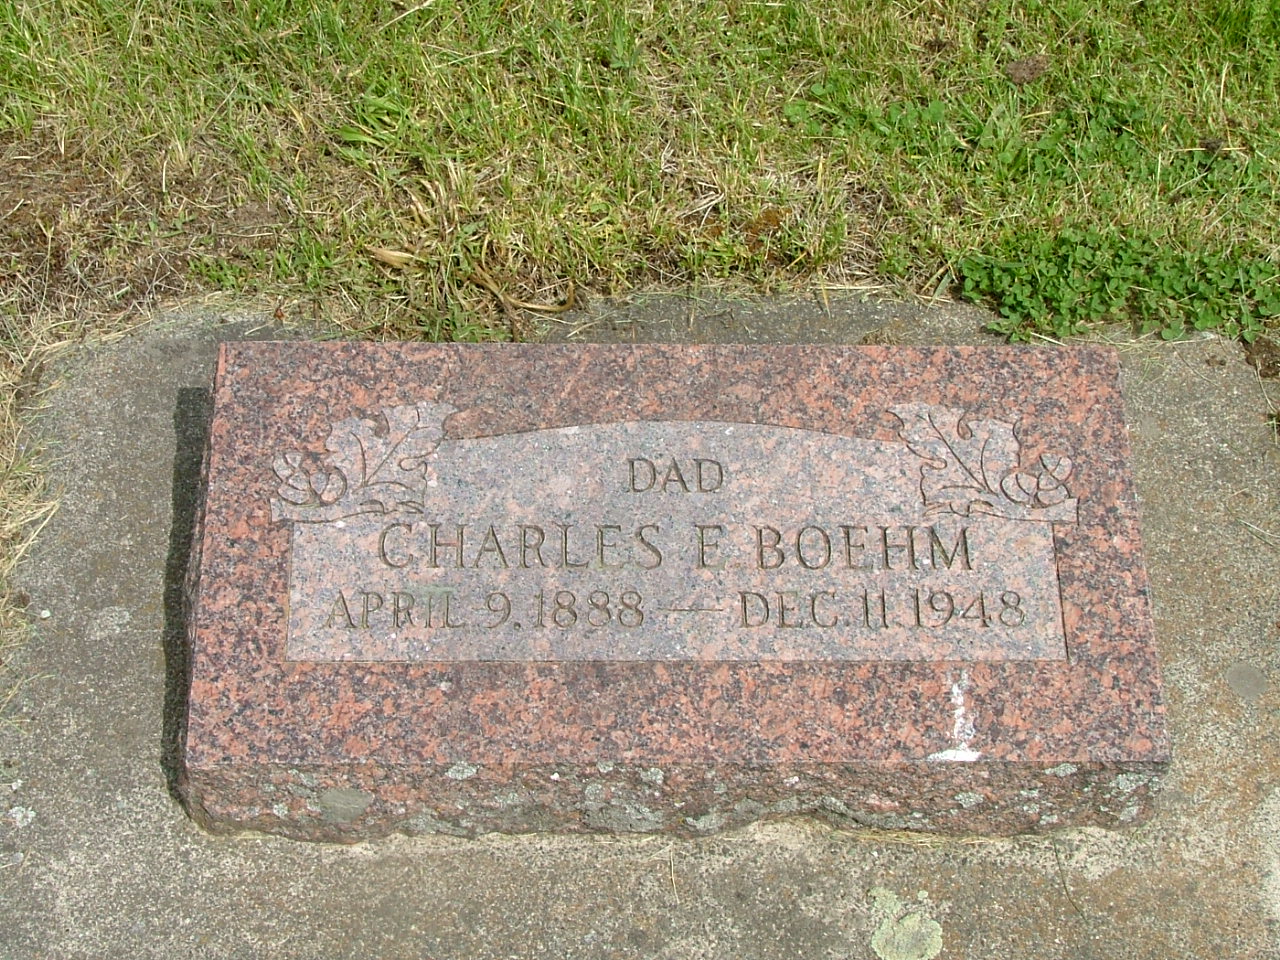 DAD
CHARLES E BOEHM
APRIL 9. 1888 — DEC. 11. 1948